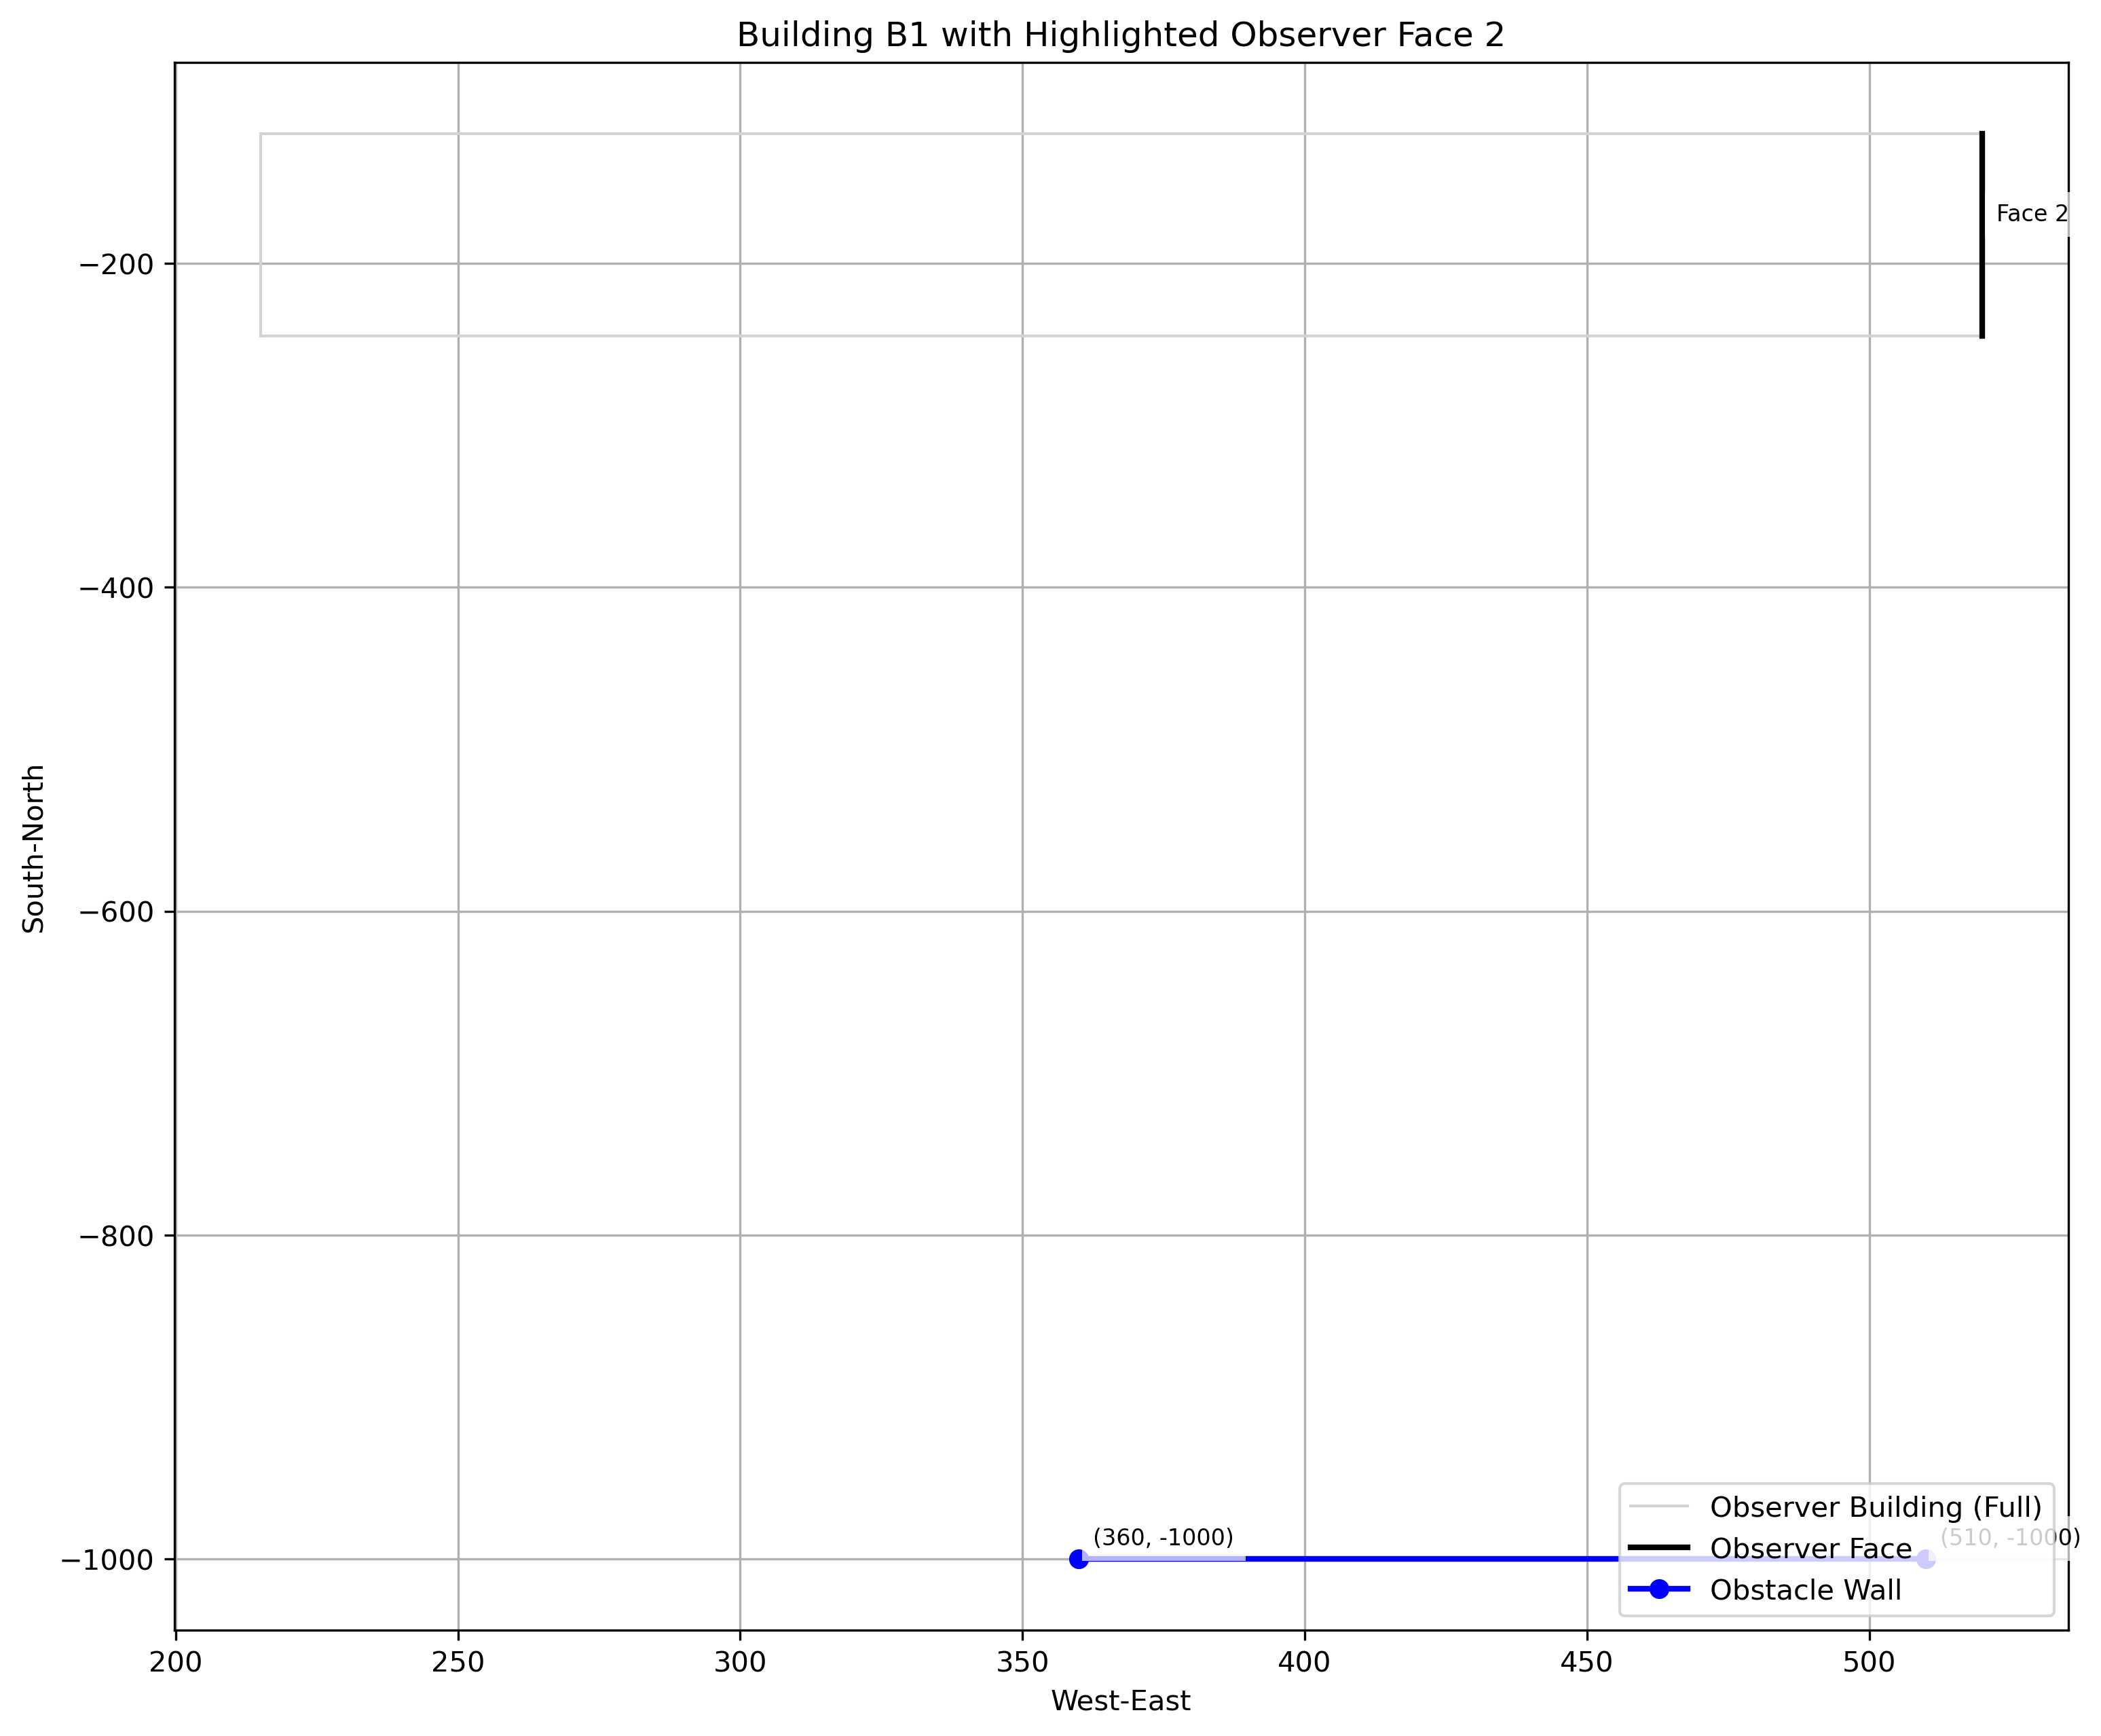 Building B1 with Highlighted Observer Face 2
Face 2
−200
−400
−600
−800
−1000
South-North
(360, -1000)
(510, -1000)
Observer Building (Full)
Observer Face
Obstacle Wall
200 250 300 350 400 450 500
West-East